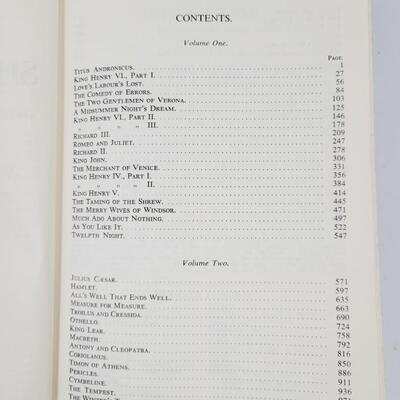 CONTENTS.
Volume One.
PAGE.
TITUS ANDRONICUS. 1
KING HENRY VI., PART I. 27
LOVE'S LABOUR'S LOST. 56
THE COMEDY OF ERRORS. 84
THE TWO GENTLEMEN OF VERONA. 103
A MIDSUMMER NIGHT'S DREAM. 125
KING HENRY VI., PART II. 146
„ „ „ „ III. 178
RICHARD III. 209
ROMEO AND JULIET. 247
RICHARD II. 278
KING JOHN. 306
THE MERCHANT OF VENICE. 331
KING HENRY IV., PART I. 356
„ „ „ „ II. 384
KING HENRY V. 414
THE TAMING OF THE SHREW. 445
THE MERRY WIVES OF WINDSOR. 471
MUCH ADO ABOUT NOTHING. 497
AS YOU LIKE IT. 522
TWELFTH NIGHT. 547
Volume Two.
JULIUS CÆSAR. 571
HAMLET. 597
ALL'S WELL THAT ENDS WELL. 635
MEASURE FOR MEASURE. 663
TROILUS AND CRESSIDA. 690
OTHELLO. 724
KING LEAR. 758
MACBETH. 792
ANTONY AND CLEOPATRA. 816
CORIOLANUS. 850
TIMON OF ATHENS. 886
PERICLES. 911
CYMBELINE. 936
THE TEMPEST. 971
THE WINTER'S